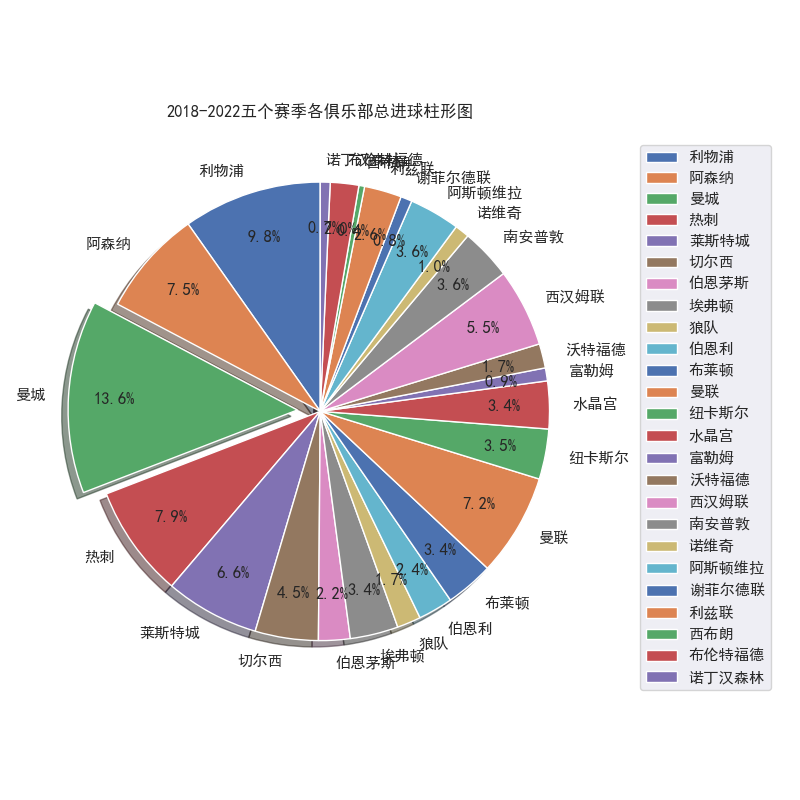 2018-2022五个赛季各俱乐部总进球柱形图
利物浦
阿森纳
曼城
热刺
莱斯特城
切尔西
伯恩茅斯
埃弗顿
狼队
伯恩利
布莱顿
曼联
纽卡斯尔
水晶宫
富勒姆
沃特福德
西汉姆联
南安普敦
诺维奇
阿斯顿维拉
谢菲尔德联
利兹联
9.8%
7.5%
13.6%
7.9%
6.6%
4.5%
2.2%
3.4%
1.7%
2.4%
3.4%
7.2%
3.5%
3.4%
0.9%
1.7%
5.5%
3.6%
1.0%
3.6%
0.8%
2.6%
利物浦
阿森纳
曼城
热刺
莱斯特城
切尔西
伯恩茅斯
埃弗顿
狼队
伯恩利
布莱顿
曼联
纽卡斯尔
水晶宫
富勒姆
沃特福德
西汉姆联
南安普敦
诺维奇
阿斯顿维拉
谢菲尔德联
利兹联
西布朗
布伦特福德
诺丁汉森林